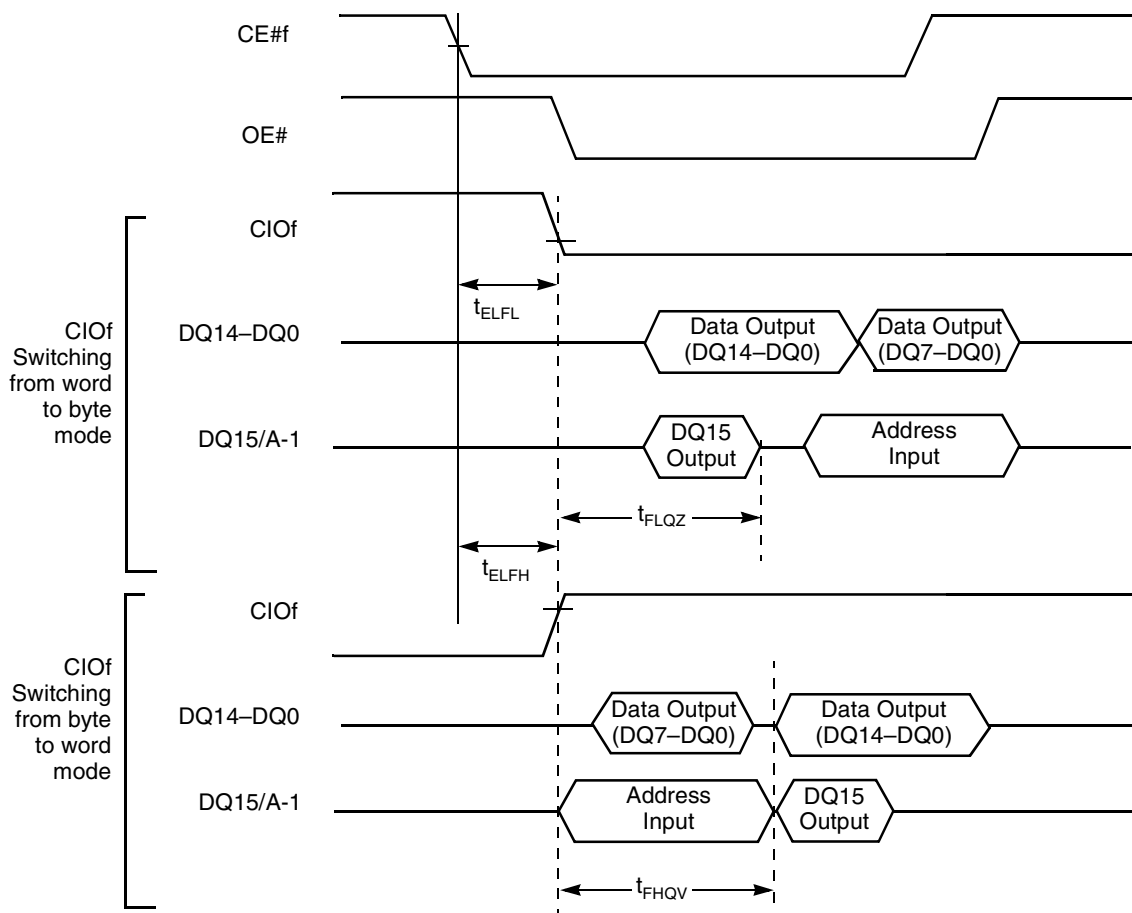 CE#f
OE#
CIOf
tELFL
CIOf
Switching
from word
to byte
mode
DQ14–DQ0
Data Output
(DQ14–DQ0)
Data Output
(DQ7–DQ0)
DQ15/A-1
DQ15
Output
Address
Input
tFLQZ
tELFH
CIOf
CIOf
Switching
from byte
to word
mode
DQ14–DQ0
Data Output
(DQ7–DQ0)
Data Output
(DQ14–DQ0)
DQ15/A-1
Address
Input
DQ15
Output
tFHQV